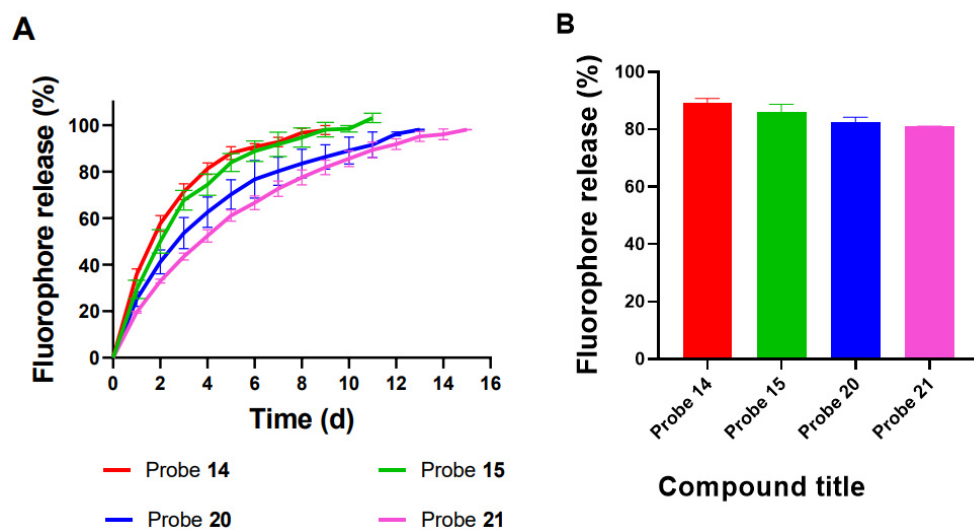 A
Fluorophore release (%)
100
80
60
40
20
0
0 2 4 6 8 10 12 14 16
Time (d)
Probe 14
Probe 15
Probe 20
Probe 21
B
Fluorophore release (%)
100
80
60
40
20
0
Probe 14
Probe 15
Probe 20
Probe 21
Compound title